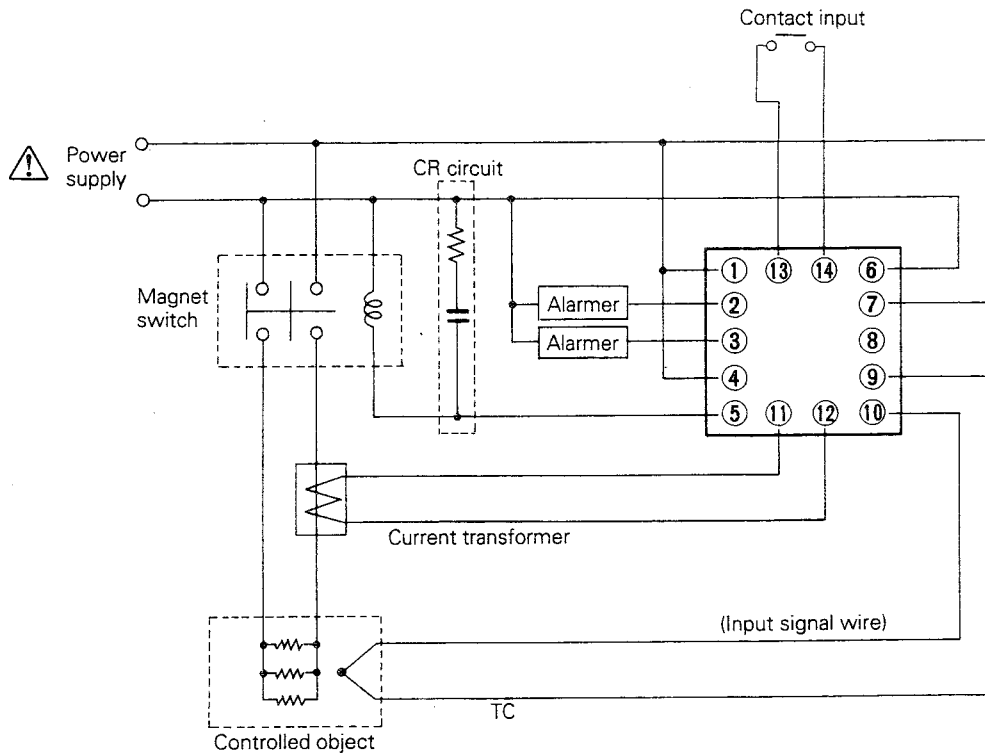 Contact input
Power
supply
CR circuit
Magnet
switch
Alarmer
Alarmer
1 13 14 6
2 7
3 8
4 9
5 11 12 10
Current transformer
(Input signal wire)
TC
Controlled object